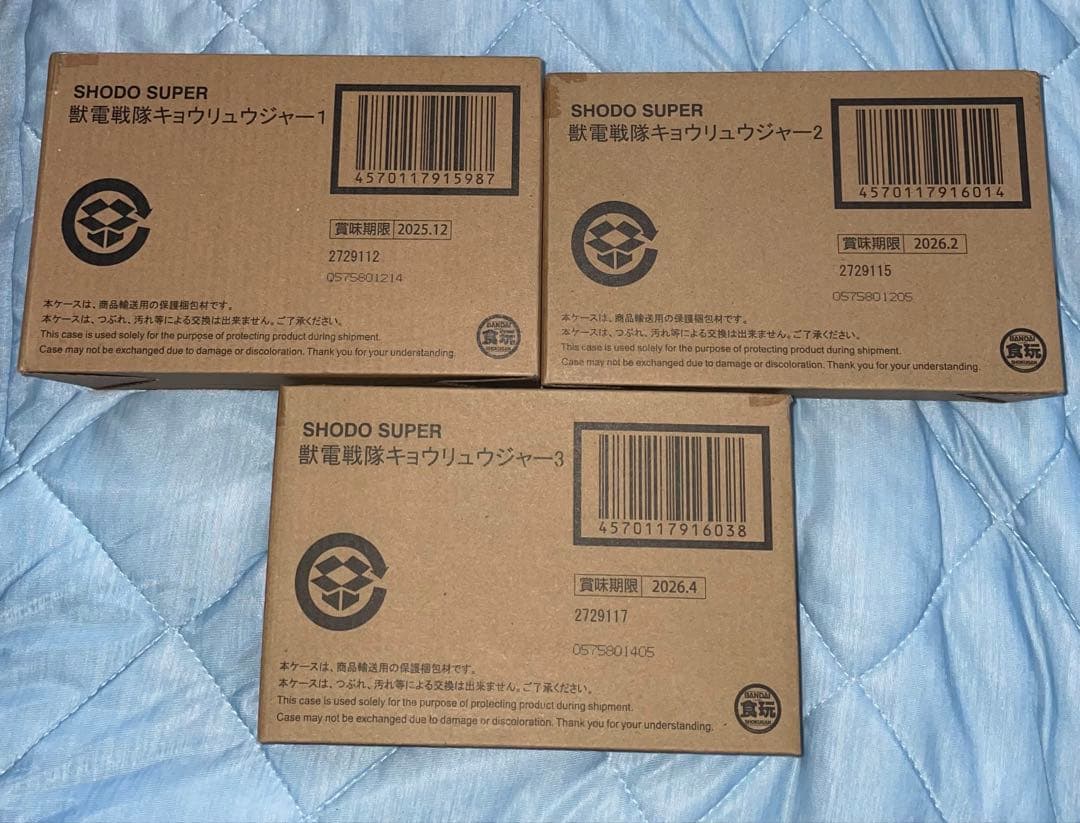 SHODO SUPER
獣電戦隊キョウリュウジャー1
4570117915987
賞味期限 2025.12
2729112
0575801214
本ケースは、商品輸送用の保護梱包材です。
本ケースは、つぶれ、汚れ等による交換は出来ません。ご了承ください。
This case is used solely for the purpose of protecting product during shipment.
Case may not be exchanged due to damage or discoloration. Thank you for your understanding.
BANDAI
食玩
SHOKUGAN
SHODO SUPER
獣電戦隊キョウリュウジャー2
4570117916014
賞味期限 2026.2
2729115
0575801205
本ケースは、商品輸送用の保護梱包材です。
本ケースは、つぶれ、汚れ等による交換は出来ません。ご了承ください。
This case is used solely for the purpose of protecting product during shipment.
Case may not be exchanged due to damage or discoloration. Thank you for your understanding.
BANDAI
食玩
SHOKUGAN
SHODO SUPER
獣電戦隊キョウリュウジャー3
4570117916038
賞味期限 2026.4
2729117
0575801405
本ケースは、商品輸送用の保護梱包材です。
本ケースは、つぶれ、汚れ等による交換は出来ません。ご了承ください。
This case is used solely for the purpose of protecting product during shipment.
Case may not be exchanged due to damage or discoloration. Thank you for your understanding.
BANDAI
食玩
SHOKUGAN